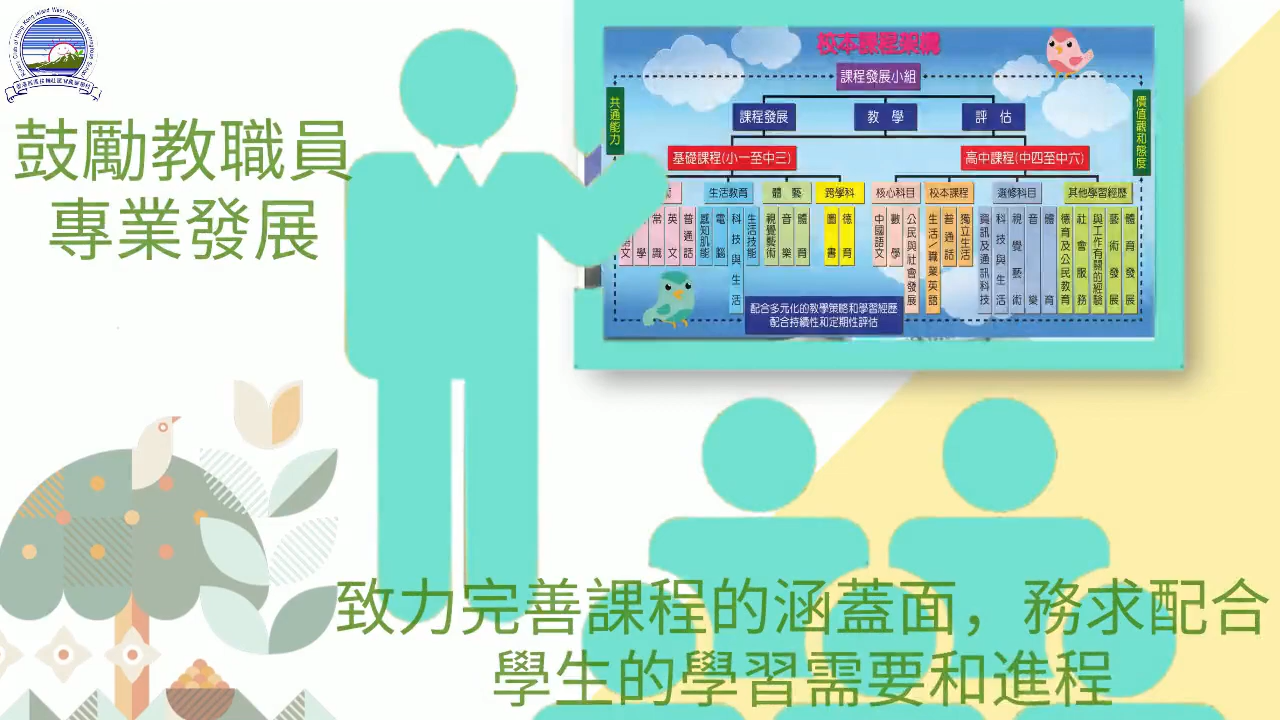 鼓勵教職員
專業發展
校本課程架構
課程發展小組
共通能力
價值觀和態度
課程發展
教 學
評 估
基礎課程(小一至中三)
高中課程(中四至中六)
生活教育
體 藝
跨學科
核心科目
校本課程
選修科目
其他學習經歷
常識
英文
普通話
感知肌能
電腦
科技與生活
生活技能
視覺藝術
音樂
體育
圖書
德育
中國語文
數學
公民與社會發展
生活/職業英語
普通話
獨立生活
資訊及通訊科技
科技與生活
視覺藝術
音樂
體育
德育及公民教育
社會服務
與工作有關的經驗
藝術發展
體育發展
配合多元化的教學策略和學習經歷
配合持續性和定期性評估
致力完善課程的涵蓋面，務求配合
學生的學習需要和進程